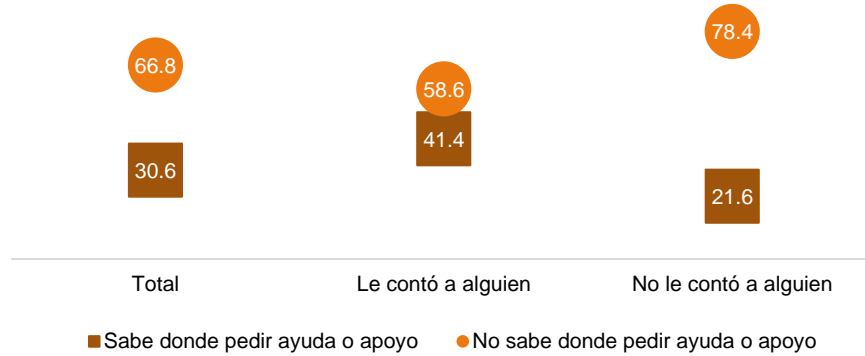 78.4
66.8
58.6
41.4
30.6
21.6
Total
Le contó a alguien
No le contó a alguien
Sabe donde pedir ayuda o apoyo
No sabe donde pedir ayuda o apoyo